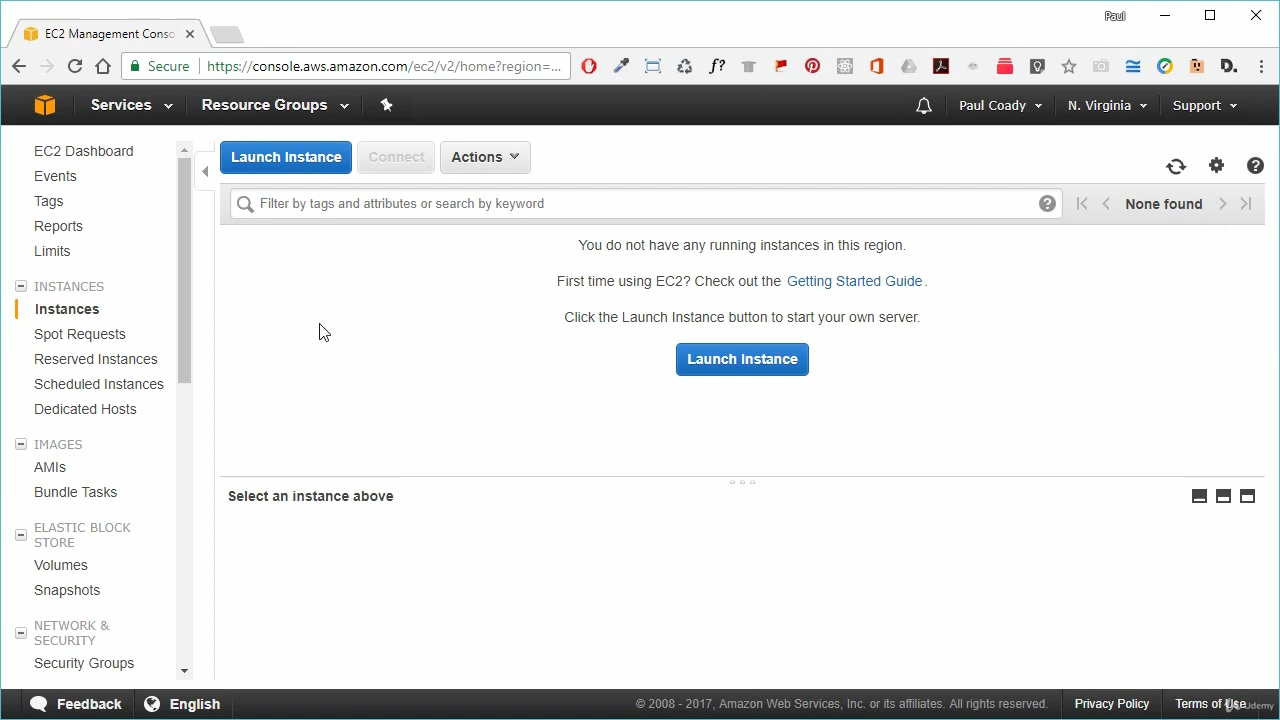 Paul
EC2 Management Conso
Secure https://console.aws.amazon.com/ec2/v2/home?region=...
Services Resource Groups Paul Coady N. Virginia Support
EC2 Dashboard
Events
Tags
Reports
Limits
INSTANCES
Instances
Spot Requests
Reserved Instances
Scheduled Instances
Dedicated Hosts
IMAGES
AMIs
Bundle Tasks
ELASTIC BLOCK
STORE
Volumes
Snapshots
NETWORK &
SECURITY
Security Groups
Launch Instance Connect Actions
Filter by tags and attributes or search by keyword
None found
You do not have any running instances in this region.
First time using EC2? Check out the Getting Started Guide.
Click the Launch Instance button to start your own server.
Launch Instance
Select an instance above
Feedback English © 2008 - 2017, Amazon Web Services, Inc. or its affiliates. All rights reserved. Privacy Policy Terms of Use
Udemy